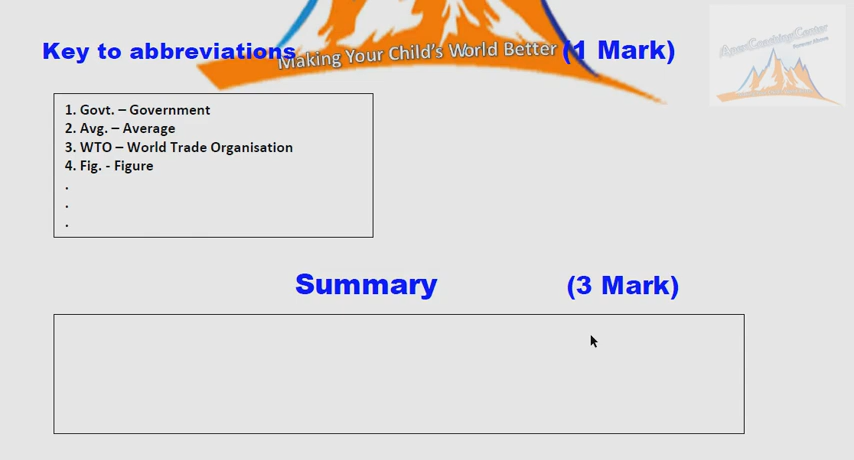 Key to abbreviations (1 Mark)
Making Your Child's World Better
1. Govt. – Government
2. Avg. – Average
3. WTO – World Trade Organisation
4. Fig. - Figure
.
.
.
Summary (3 Mark)